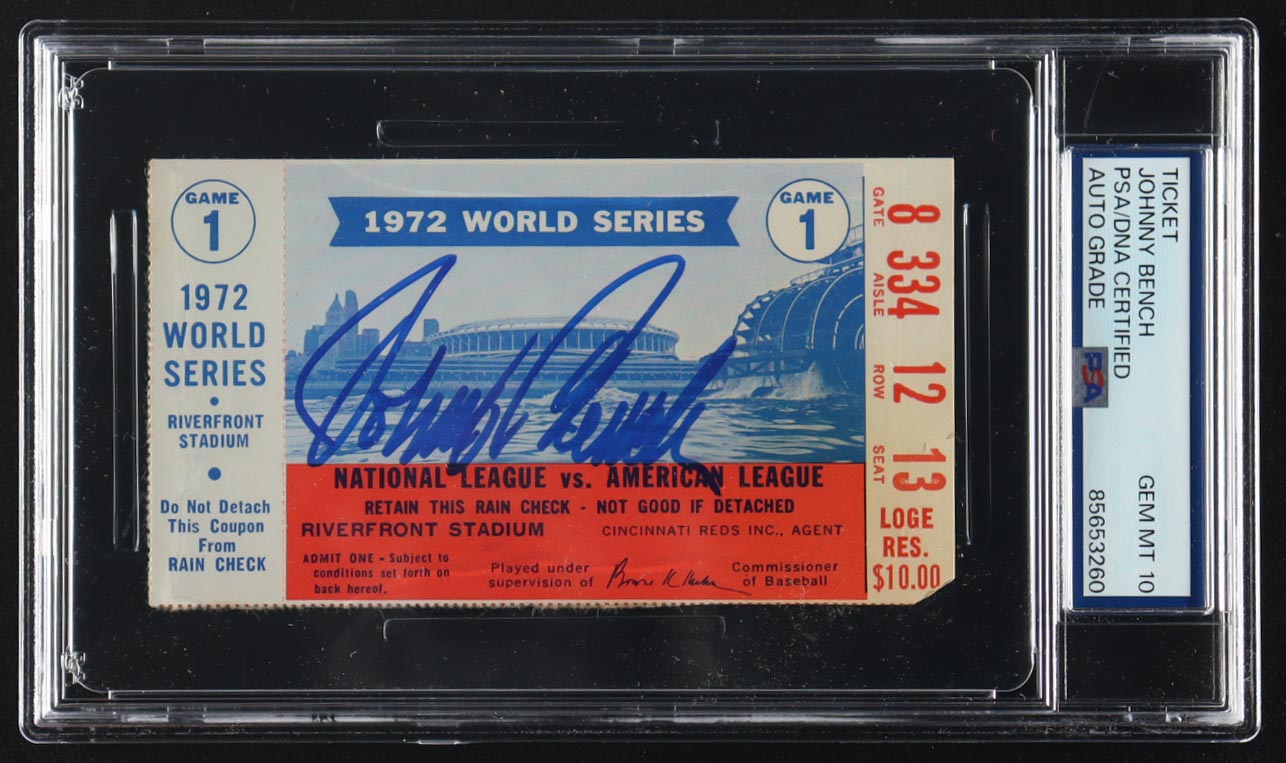 GAME
1
1972
WORLD
SERIES
•
RIVERFRONT
STADIUM
•
Do Not Detach
This Coupon
From
RAIN CHECK
1972 WORLD SERIES
GAME
1
Johnny Bench
NATIONAL LEAGUE vs. AMERICAN LEAGUE
RETAIN THIS RAIN CHECK - NOT GOOD IF DETACHED
RIVERFRONT STADIUM CINCINNATI REDS INC., AGENT
ADMIT ONE - Subject to
conditions set forth on
back hereof.
Played under
supervision of
Bowie K Kuhn
Commissioner
of Baseball
GATE 8
AISLE 334
ROW 12
SEAT 13
LOGE
RES.
$10.00
TICKET
JOHNNY BENCH
PSA/DNA CERTIFIED GEM MT 10
AUTO GRADE 85653260
PSA